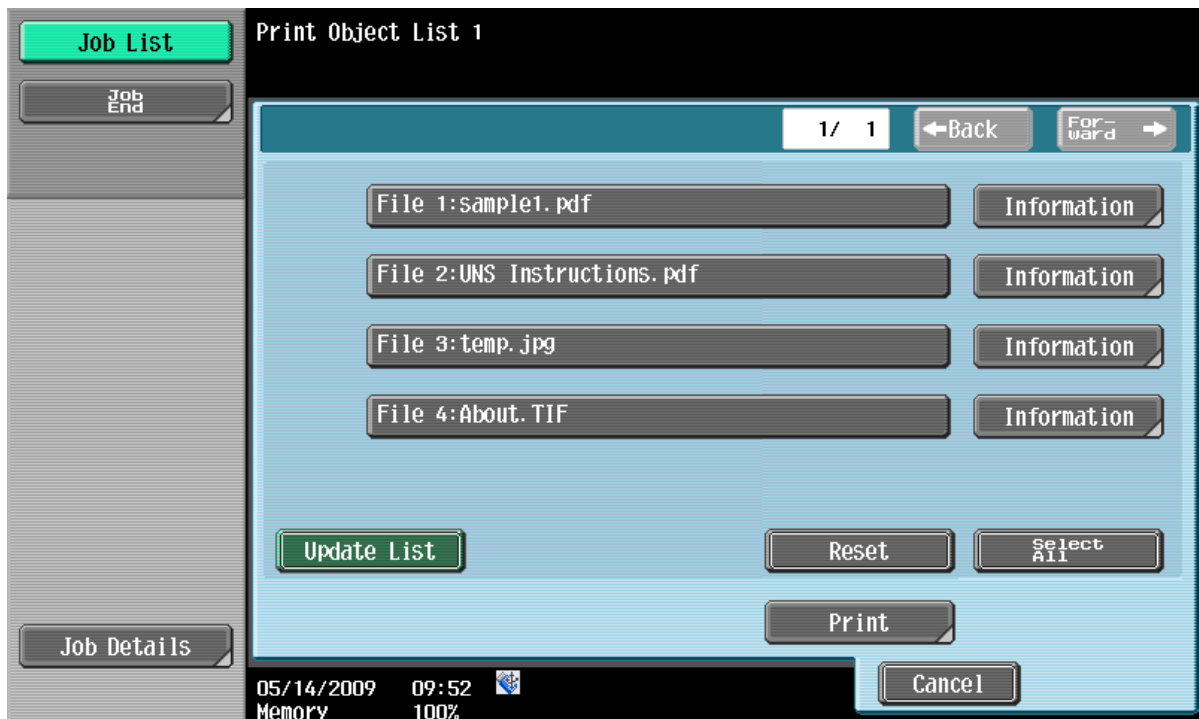 Job List
Job
End
Print Object List 1
1/ 1
←Back
For-
ward →
File 1:sample1.pdf
Information
File 2:UNS Instructions.pdf
Information
File 3:temp.jpg
Information
File 4:About.TIF
Information
Update List
Reset
Select
All
Print
Job Details
Cancel
05/14/2009 09:52
Memory 100%